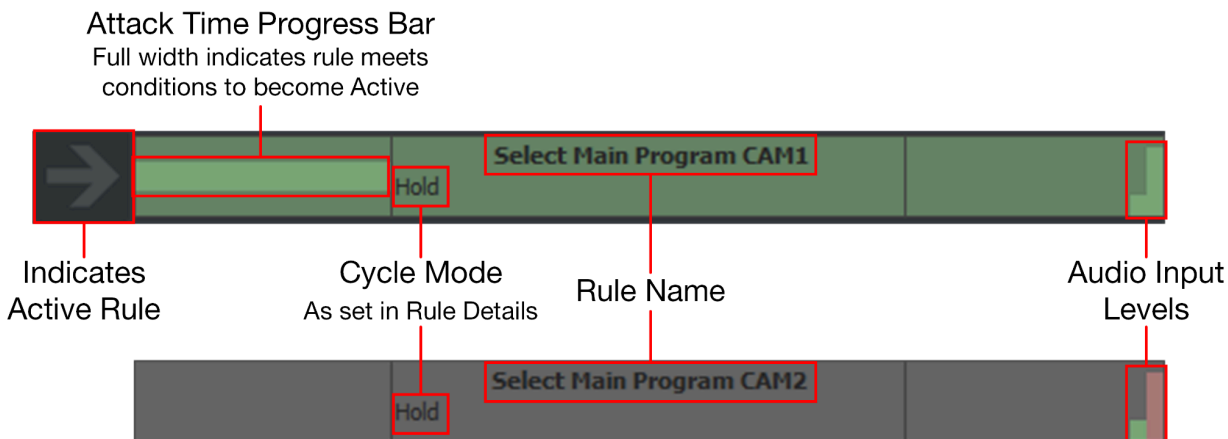 Attack Time Progress Bar
Full width indicates rule meets
conditions to become Active
Select Main Program CAM1
Hold
Indicates
Active Rule
Cycle Mode
As set in Rule Details
Rule Name
Audio Input
Levels
Select Main Program CAM2
Hold